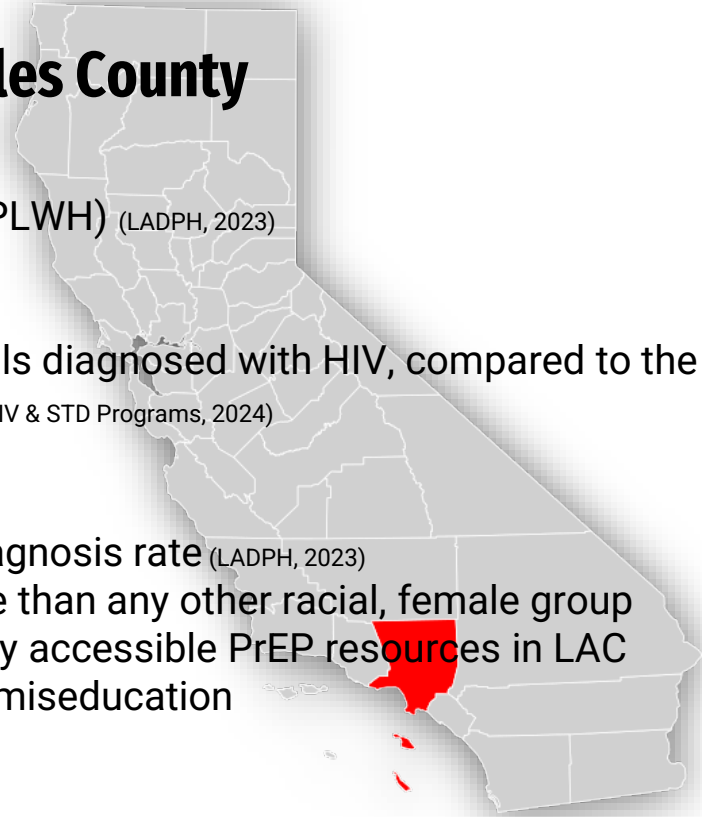 les County
PLWH) (LADPH, 2023)
ls diagnosed with HIV, compared to the
IV & STD Programs, 2024)
agnosis rate (LADPH, 2023)
e than any other racial, female group
y accessible PrEP resources in LAC
miseducation